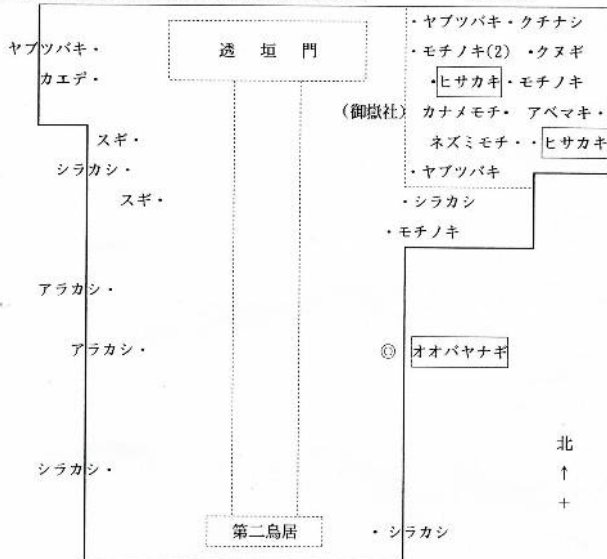 ・ヤブツバキ・クチナシ
ヤブツバキ・
透垣門
・モチノキ(2) ・クヌギ
カエデ・
・ヒサカキ・モチノキ
(御嶽社) カナメモチ・ アベマキ・
スギ・
ネズミモチ・・ヒサカキ
シラカシ・
・ヤブツバキ
スギ・
・シラカシ
・モチノキ
アラカシ・
アラカシ・
◎ オオバヤナギ
シラカシ・
北
↑
+
第二鳥居
・シラカシ